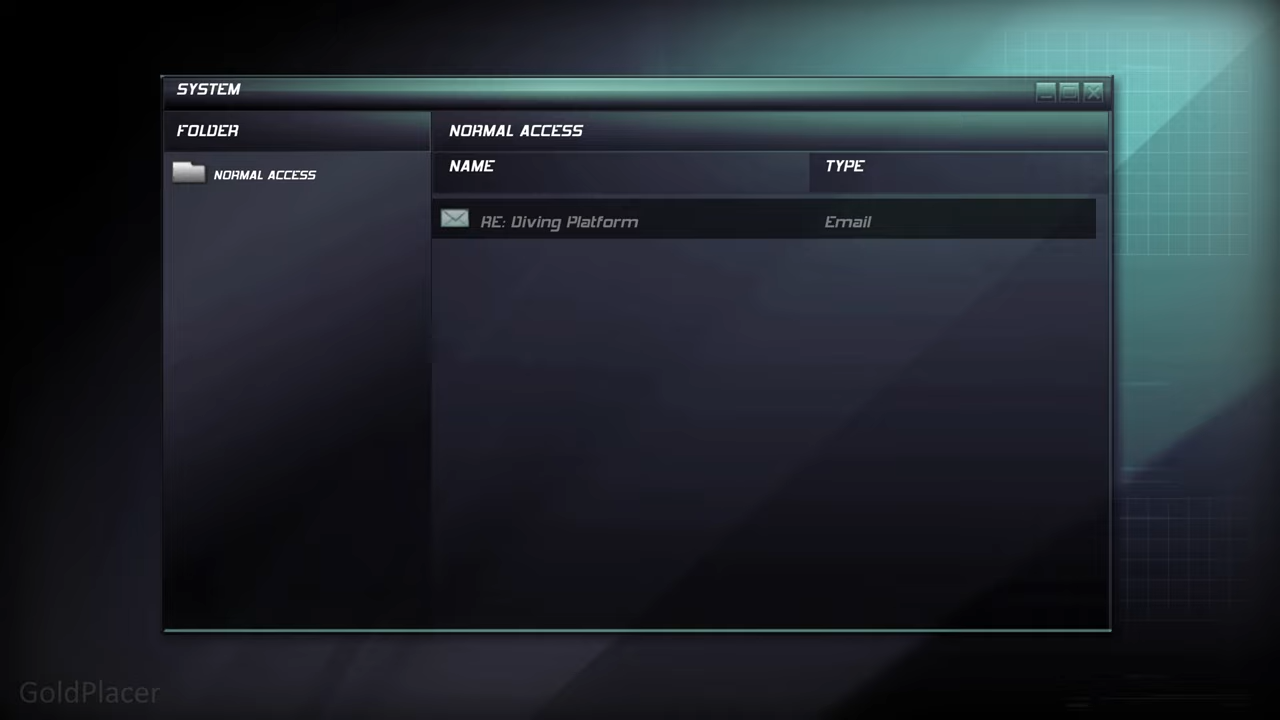 SYSTEM
FOLDER
NORMAL ACCESS
NORMAL ACCESS
NAME
TYPE
RE: Diving Platform
Email
GoldPlacer